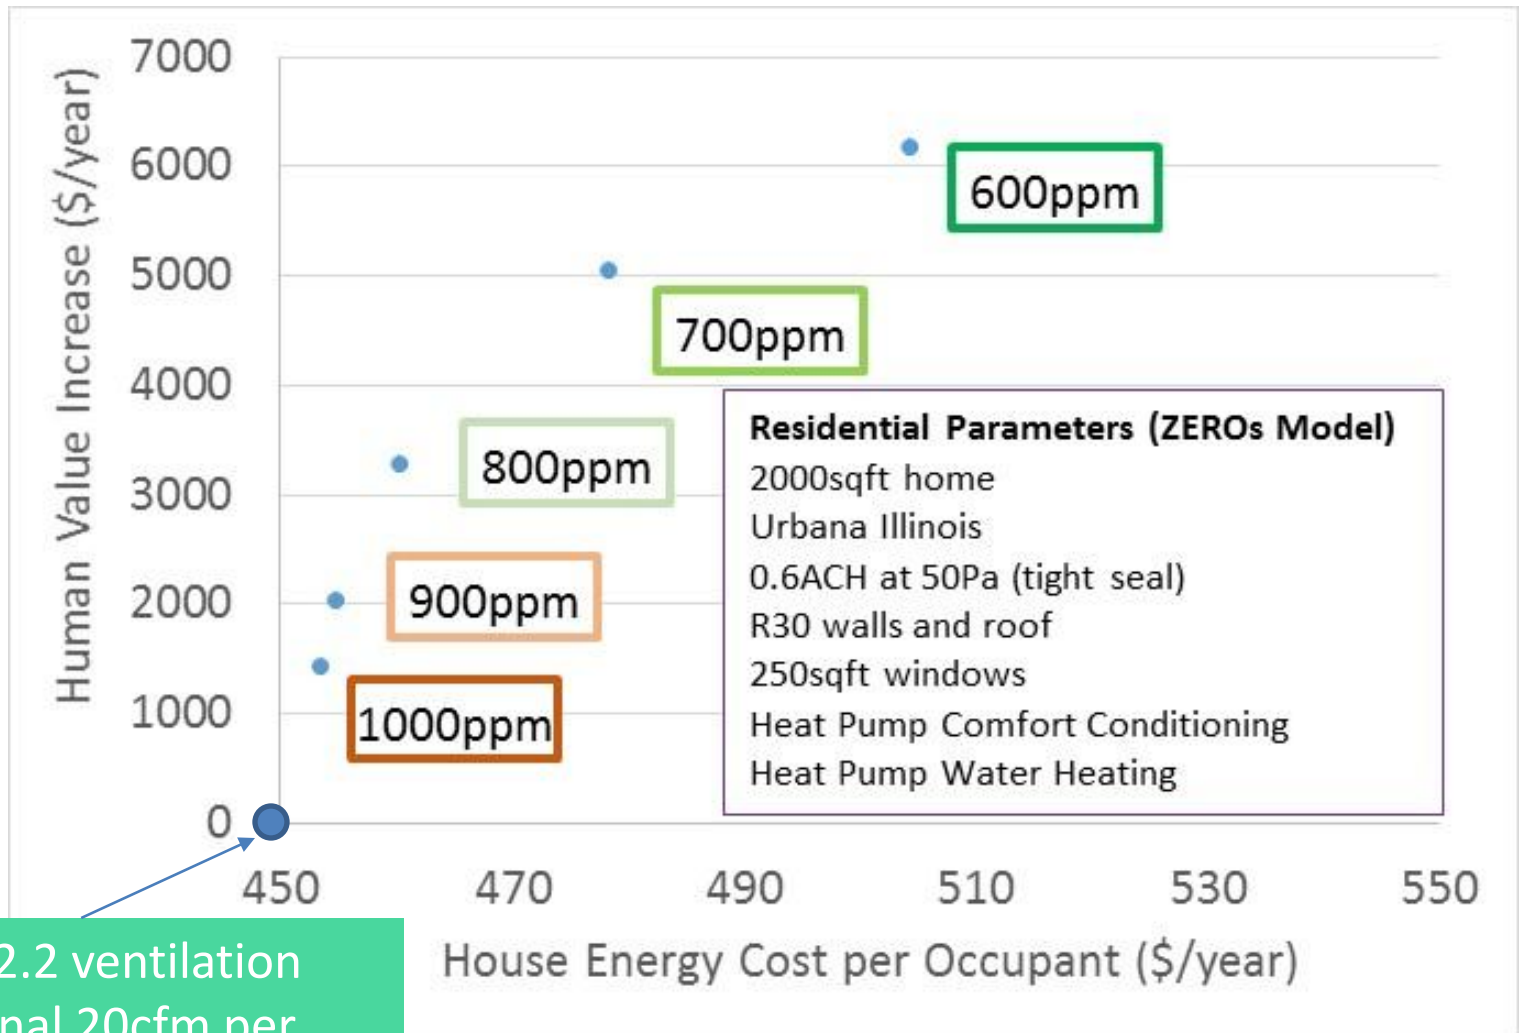 7000
6000
5000
4000
3000
2000
1000
0
Human Value Increase ($/year)
600ppm
700ppm
800ppm
900ppm
1000ppm
Residential Parameters (ZEROs Model)
2000sqft home
Urbana Illinois
0.6ACH at 50Pa (tight seal)
R30 walls and roof
250sqft windows
Heat Pump Comfort Conditioning
Heat Pump Water Heating
450 470 490 510 530 550
House Energy Cost per Occupant ($/year)
2.2 ventilation
20cfm per